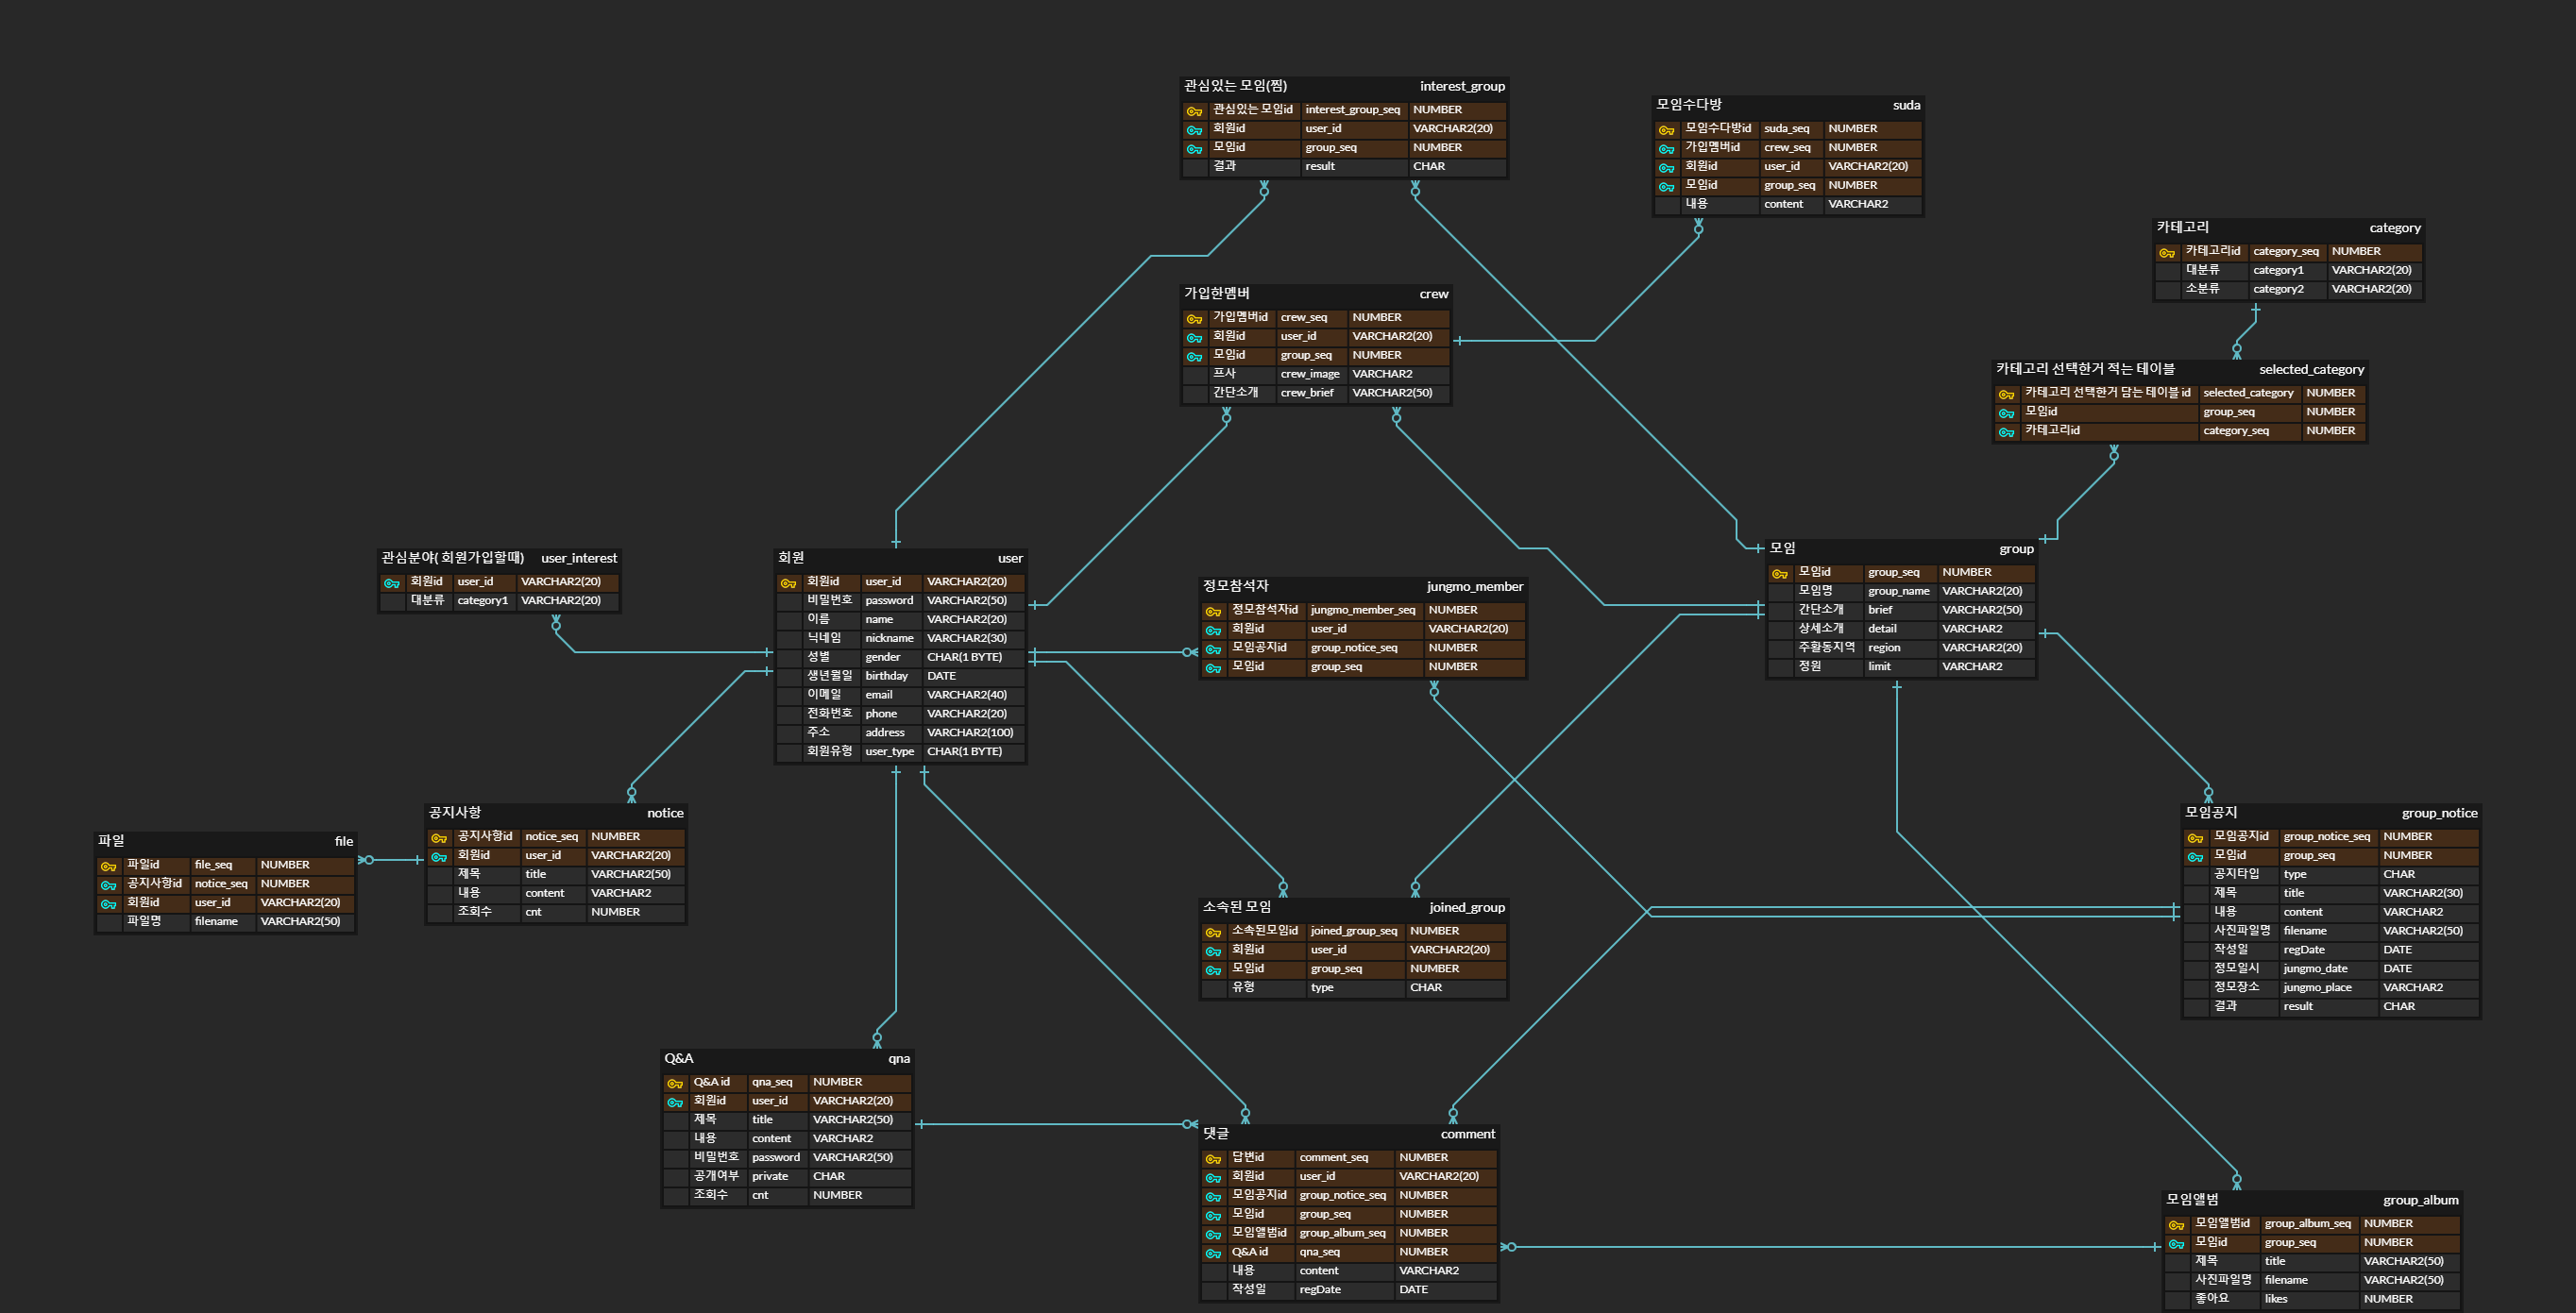 관심있는 모임(찜) interest_group
관심있는 모임id interest_group_seq NUMBER
회원id user_id VARCHAR2(20)
모임id group_seq NUMBER
결과 result CHAR
모임수다방 suda
모임수다방id suda_seq NUMBER
가입멤버id crew_seq NUMBER
회원id user_id VARCHAR2(20)
모임id group_seq NUMBER
내용 content VARCHAR2
카테고리 category
카테고리id category_seq NUMBER
대분류 category1 VARCHAR2(20)
소분류 category2 VARCHAR2(20)
가입한멤버 crew
가입멤버id crew_seq NUMBER
회원id user_id VARCHAR2(20)
모임id group_seq NUMBER
프사 crew_image VARCHAR2
간단소개 crew_brief VARCHAR2(50)
카테고리 선택한거 적는 테이블 selected_category
카테고리 선택한거 담는 테이블 id selected_category NUMBER
모임id group_seq NUMBER
카테고리id category_seq NUMBER
관심분야( 회원가입할때) user_interest
회원id user_id VARCHAR2(20)
대분류 category1 VARCHAR2(20)
회원 user
회원id user_id VARCHAR2(20)
비밀번호 password VARCHAR2(50)
이름 name VARCHAR2(20)
닉네임 nickname VARCHAR2(30)
성별 gender CHAR(1 BYTE)
생년월일 birthday DATE
이메일 email VARCHAR2(40)
전화번호 phone VARCHAR2(20)
주소 address VARCHAR2(100)
회원유형 user_type CHAR(1 BYTE)
정모참석자 jungmo_member
정모참석자id jungmo_member_seq NUMBER
회원id user_id VARCHAR2(20)
모임공지id group_notice_seq NUMBER
모임id group_seq NUMBER
모임 group
모임id group_seq NUMBER
모임명 group_name VARCHAR2(20)
간단소개 brief VARCHAR2(50)
상세소개 detail VARCHAR2
주활동지역 region VARCHAR2(20)
정원 limit VARCHAR2
파일 file
파일id file_seq NUMBER
공지사항id notice_seq NUMBER
회원id user_id VARCHAR2(20)
파일명 filename VARCHAR2(50)
공지사항 notice
공지사항id notice_seq NUMBER
회원id user_id VARCHAR2(20)
제목 title VARCHAR2(50)
내용 content VARCHAR2
조회수 cnt NUMBER
소속된 모임 joined_group
소속된모임id joined_group_seq NUMBER
회원id user_id VARCHAR2(20)
모임id group_seq NUMBER
유형 type CHAR
모임공지 group_notice
모임공지id group_notice_seq NUMBER
모임id group_seq NUMBER
공지타입 type CHAR
제목 title VARCHAR2(30)
내용 content VARCHAR2
사진파일명 filename VARCHAR2(50)
작성일 regDate DATE
정모일시 jungmo_date DATE
정모장소 jungmo_place VARCHAR2
결과 result CHAR
Q&A qna
Q&A id qna_seq NUMBER
회원id user_id VARCHAR2(20)
제목 title VARCHAR2(50)
내용 content VARCHAR2
비밀번호 password VARCHAR2(50)
공개여부 private CHAR
조회수 cnt NUMBER
댓글 comment
답변id comment_seq NUMBER
회원id user_id VARCHAR2(20)
모임공지id group_notice_seq NUMBER
모임id group_seq NUMBER
모임앨범id group_album_seq NUMBER
Q&A id qna_seq NUMBER
내용 content VARCHAR2
작성일 regDate DATE
모임앨범 group_album
모임앨범id group_album_seq NUMBER
모임id group_seq NUMBER
제목 title VARCHAR2(50)
사진파일명 filename VARCHAR2(50)
좋아요 likes NUMBER